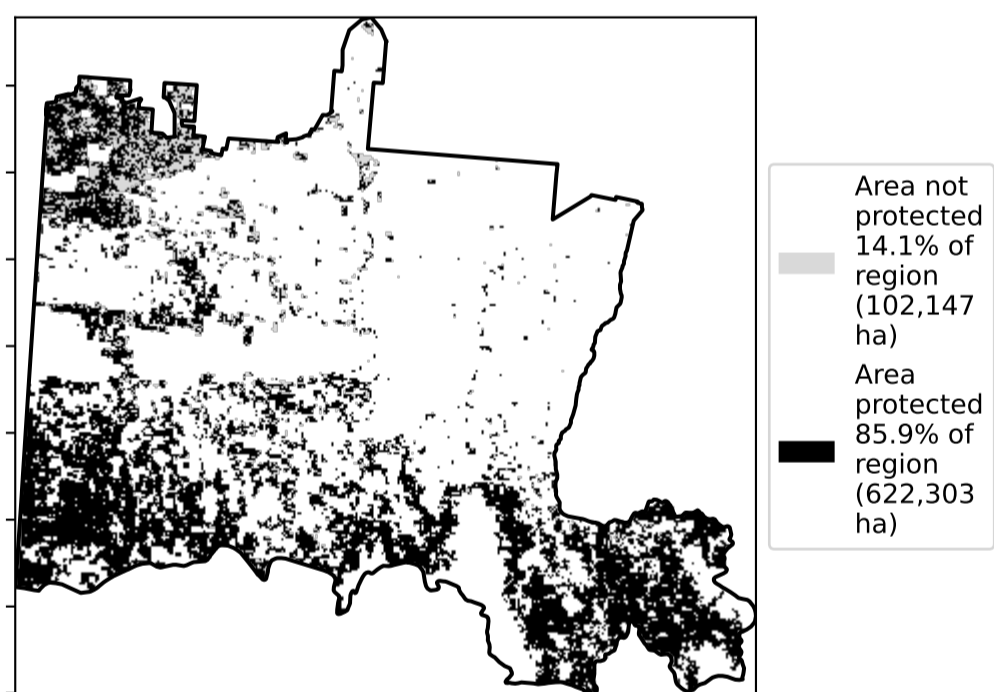 Area not
protected
14.1% of
region
(102,147
ha)
Area
protected
85.9% of
region
(622,303
ha)